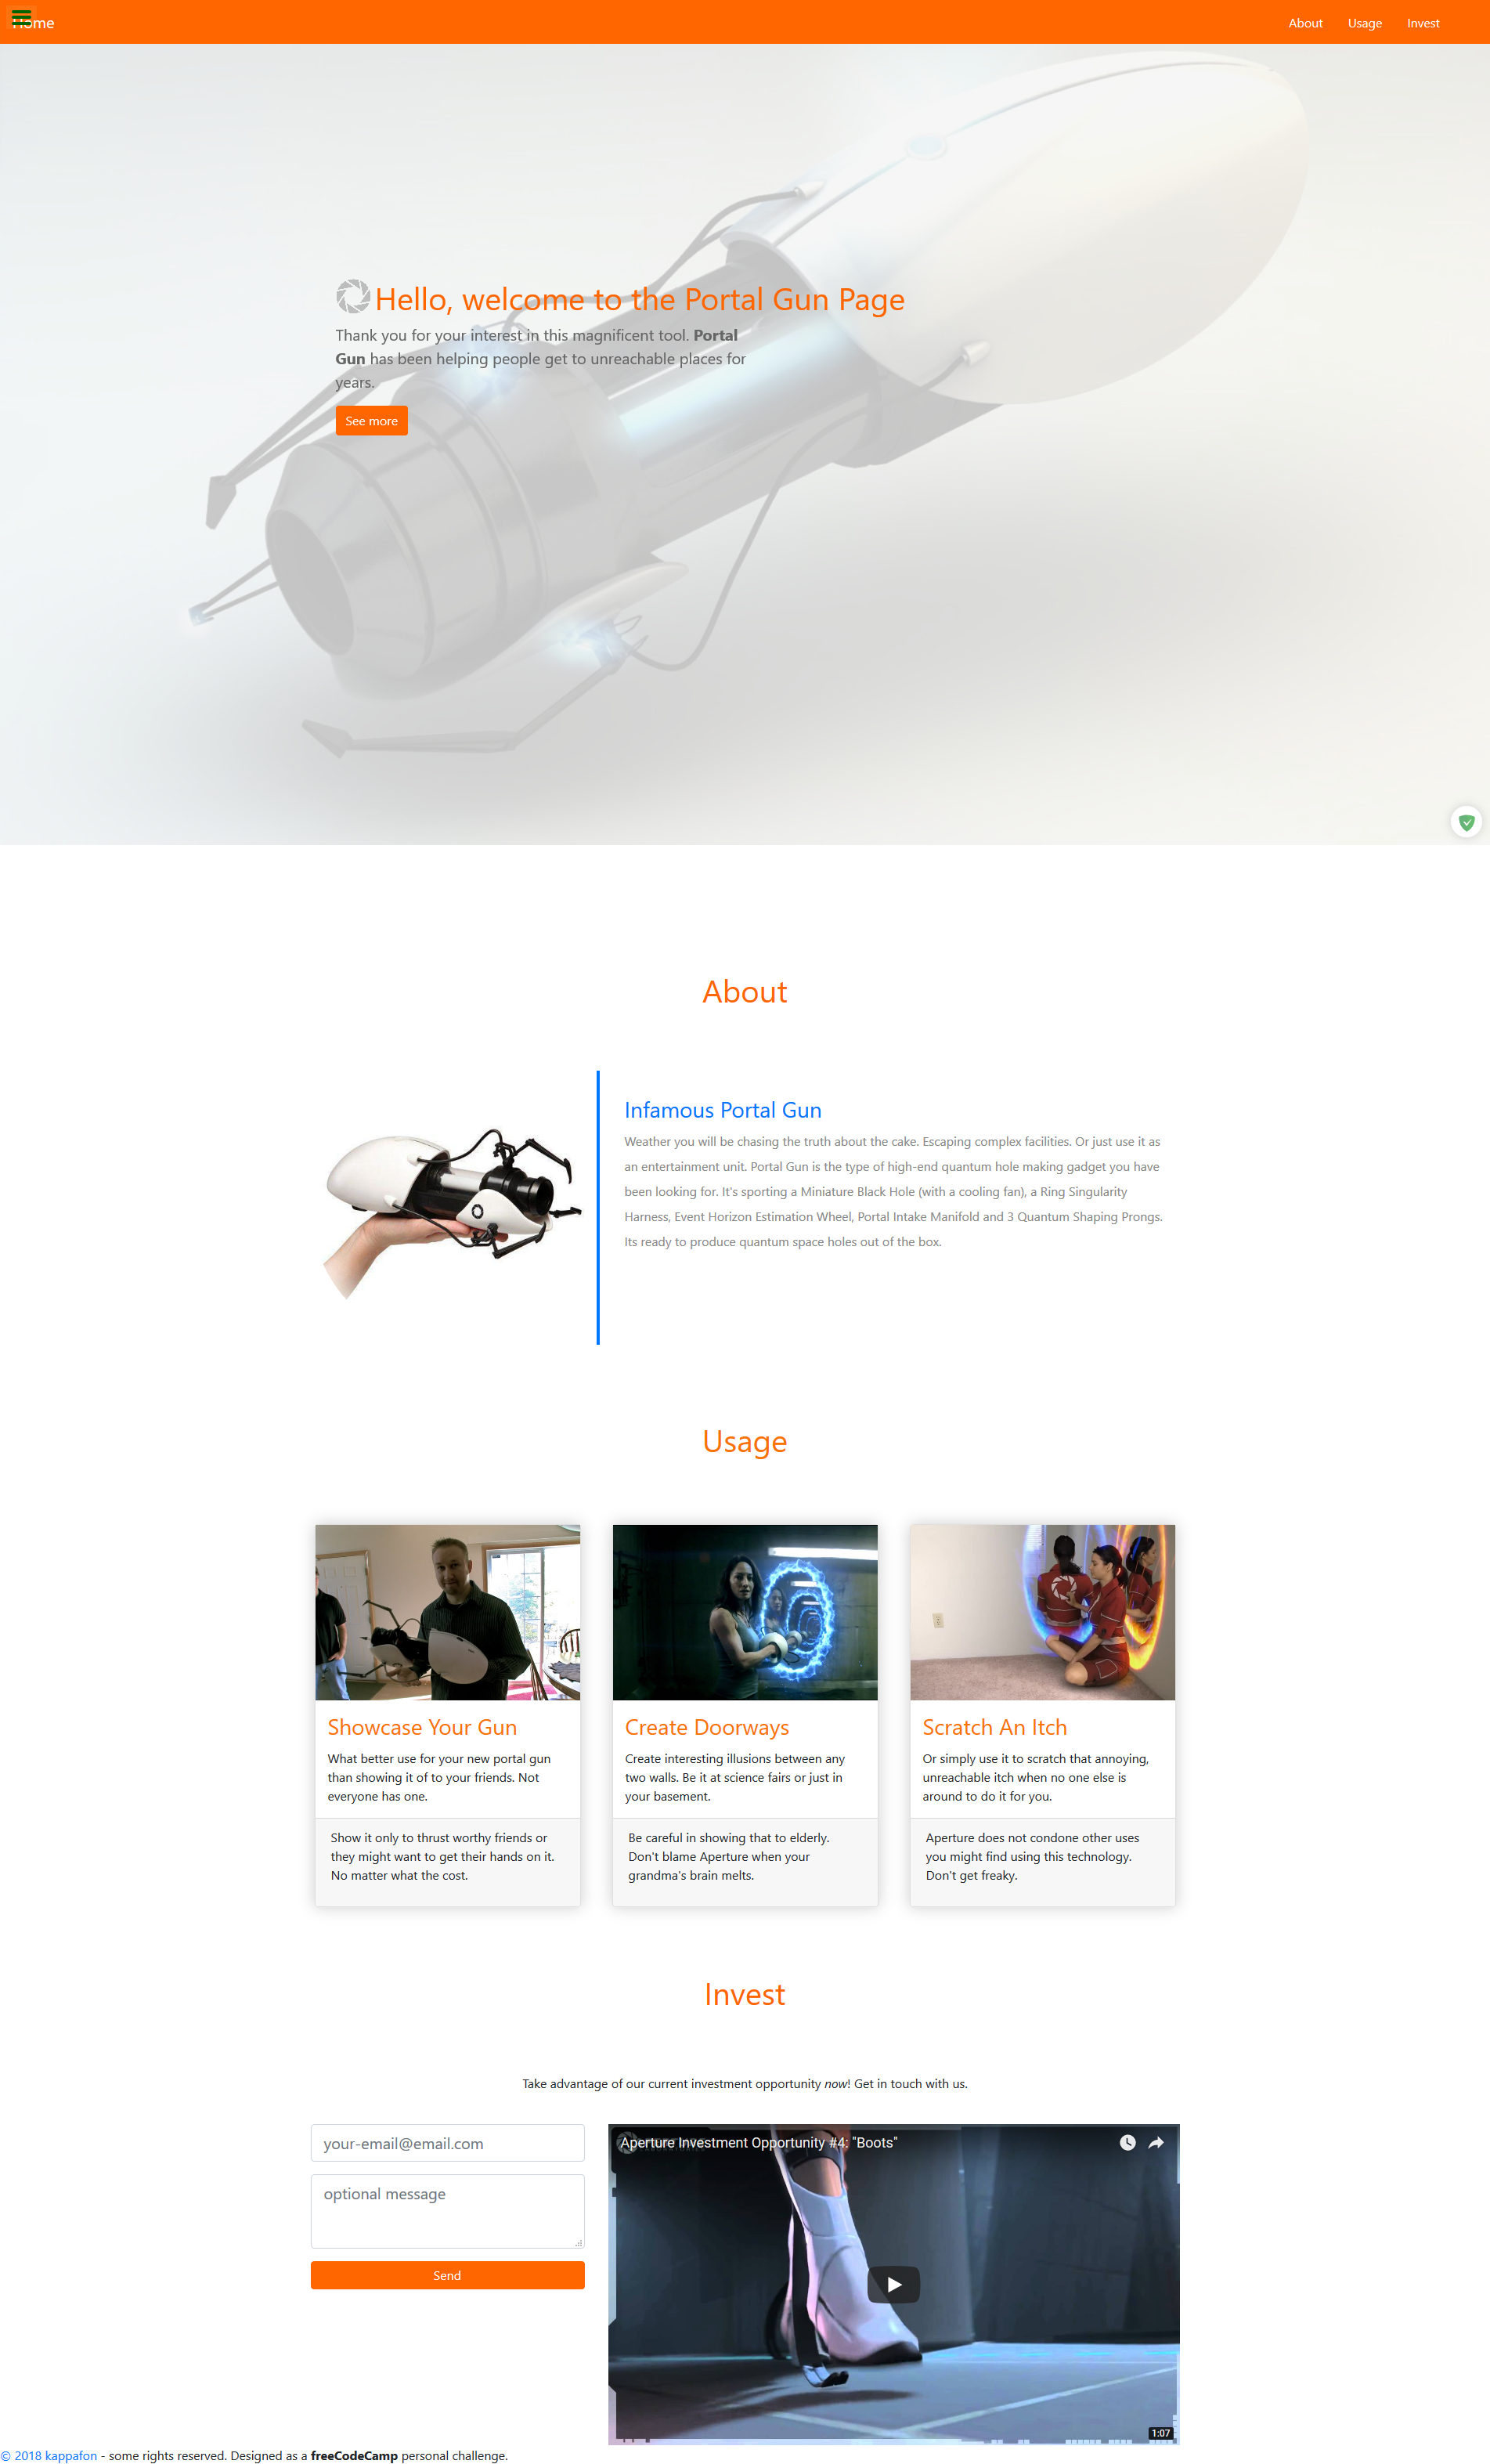 Home
About
Usage
Invest
Hello, welcome to the Portal Gun Page
Thank you for your interest in this magnificent tool. Portal
Gun has been helping people get to unreachable places for
years.
See more
About
Infamous Portal Gun
Weather you will be chasing the truth about the cake. Escaping complex facilities. Or just use it as
an entertainment unit. Portal Gun is the type of high-end quantum hole making gadget you have
been looking for. It's sporting a Miniature Black Hole (with a cooling fan), a Ring Singularity
Harness, Event Horizon Estimation Wheel, Portal Intake Manifold and 3 Quantum Shaping Prongs.
Its ready to produce quantum space holes out of the box.
Usage
Showcase Your Gun
What better use for your new portal gun
than showing it of to your friends. Not
everyone has one.
Show it only to thrust worthy friends or
they might want to get their hands on it.
No matter what the cost.
Create Doorways
Create interesting illusions between any
two walls. Be it at science fairs or just in
your basement.
Be careful in showing that to elderly.
Don't blame Aperture when your
grandma's brain melts.
Scratch An Itch
Or simply use it to scratch that annoying,
unreachable itch when no one else is
around to do it for you.
Aperture does not condone other uses
you might find using this technology.
Don't get freaky.
Invest
Take advantage of our current investment opportunity now! Get in touch with us.
your-email@email.com
optional message
Send
Aperture Investment Opportunity #4: "Boots"
1:07
© 2018 kappafon - some rights reserved. Designed as a freeCodeCamp personal challenge.